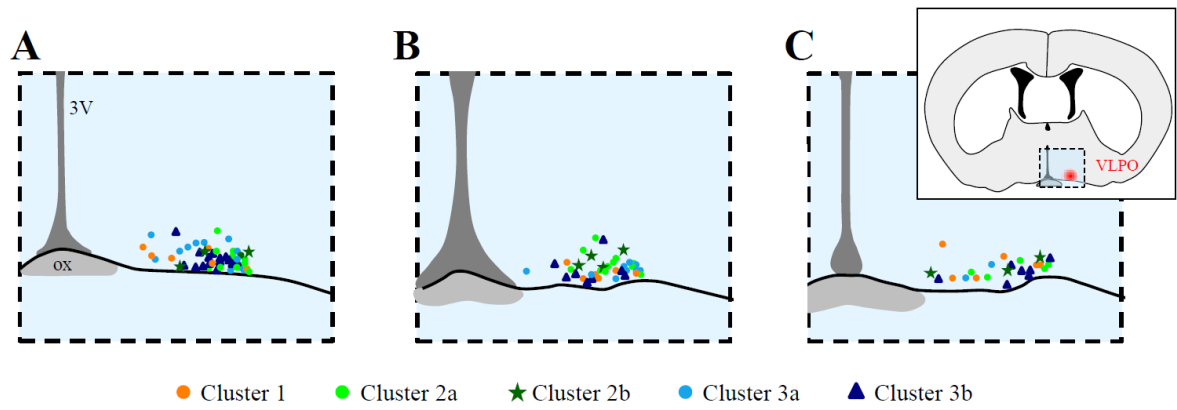 A
B
C
3V
VLPO
ox
Cluster 1
Cluster 2a
Cluster 2b
Cluster 3a
Cluster 3b